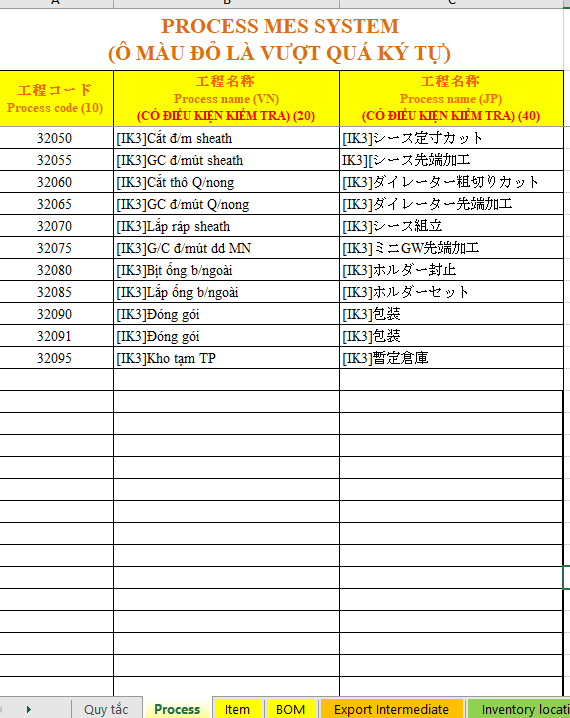 A B C
PROCESS MES SYSTEM
(Ô MÀU ĐỎ LÀ VƯỢT QUÁ KÝ TỰ)
工程コード
Process code (10)
工程名称
Process name (VN)
(CÓ ĐIỀU KIỆN KIỂM TRA) (20)
工程名称
Process name (JP)
(CÓ ĐIỀU KIỆN KIỂM TRA) (40)
32050 [IK3]Cắt đ/m sheath [IK3]シース定寸カット
32055 [IK3]GC đ/mút sheath IK3][シース先端加工
32060 [IK3]Cắt thô Q/nong [IK3]ダイレーター粗切りカット
32065 [IK3]GC đ/mút Q/nong [IK3]ダイレーター先端加工
32070 [IK3]Lắp ráp sheath [IK3]シース組立
32075 [IK3]G/C đ/mút dd MN [IK3]ミニGW先端加工
32080 [IK3]Bịt ống b/ngoài [IK3]ホルダー封止
32085 [IK3]Lắp ống b/ngoài [IK3]ホルダーセット
32090 [IK3]Đóng gói [IK3]包装
32091 [IK3]Đóng gói [IK3]包装
32095 [IK3]Kho tạm TP [IK3]暫定倉庫
Quy tắc Process Item BOM Export Intermediate Inventory locati